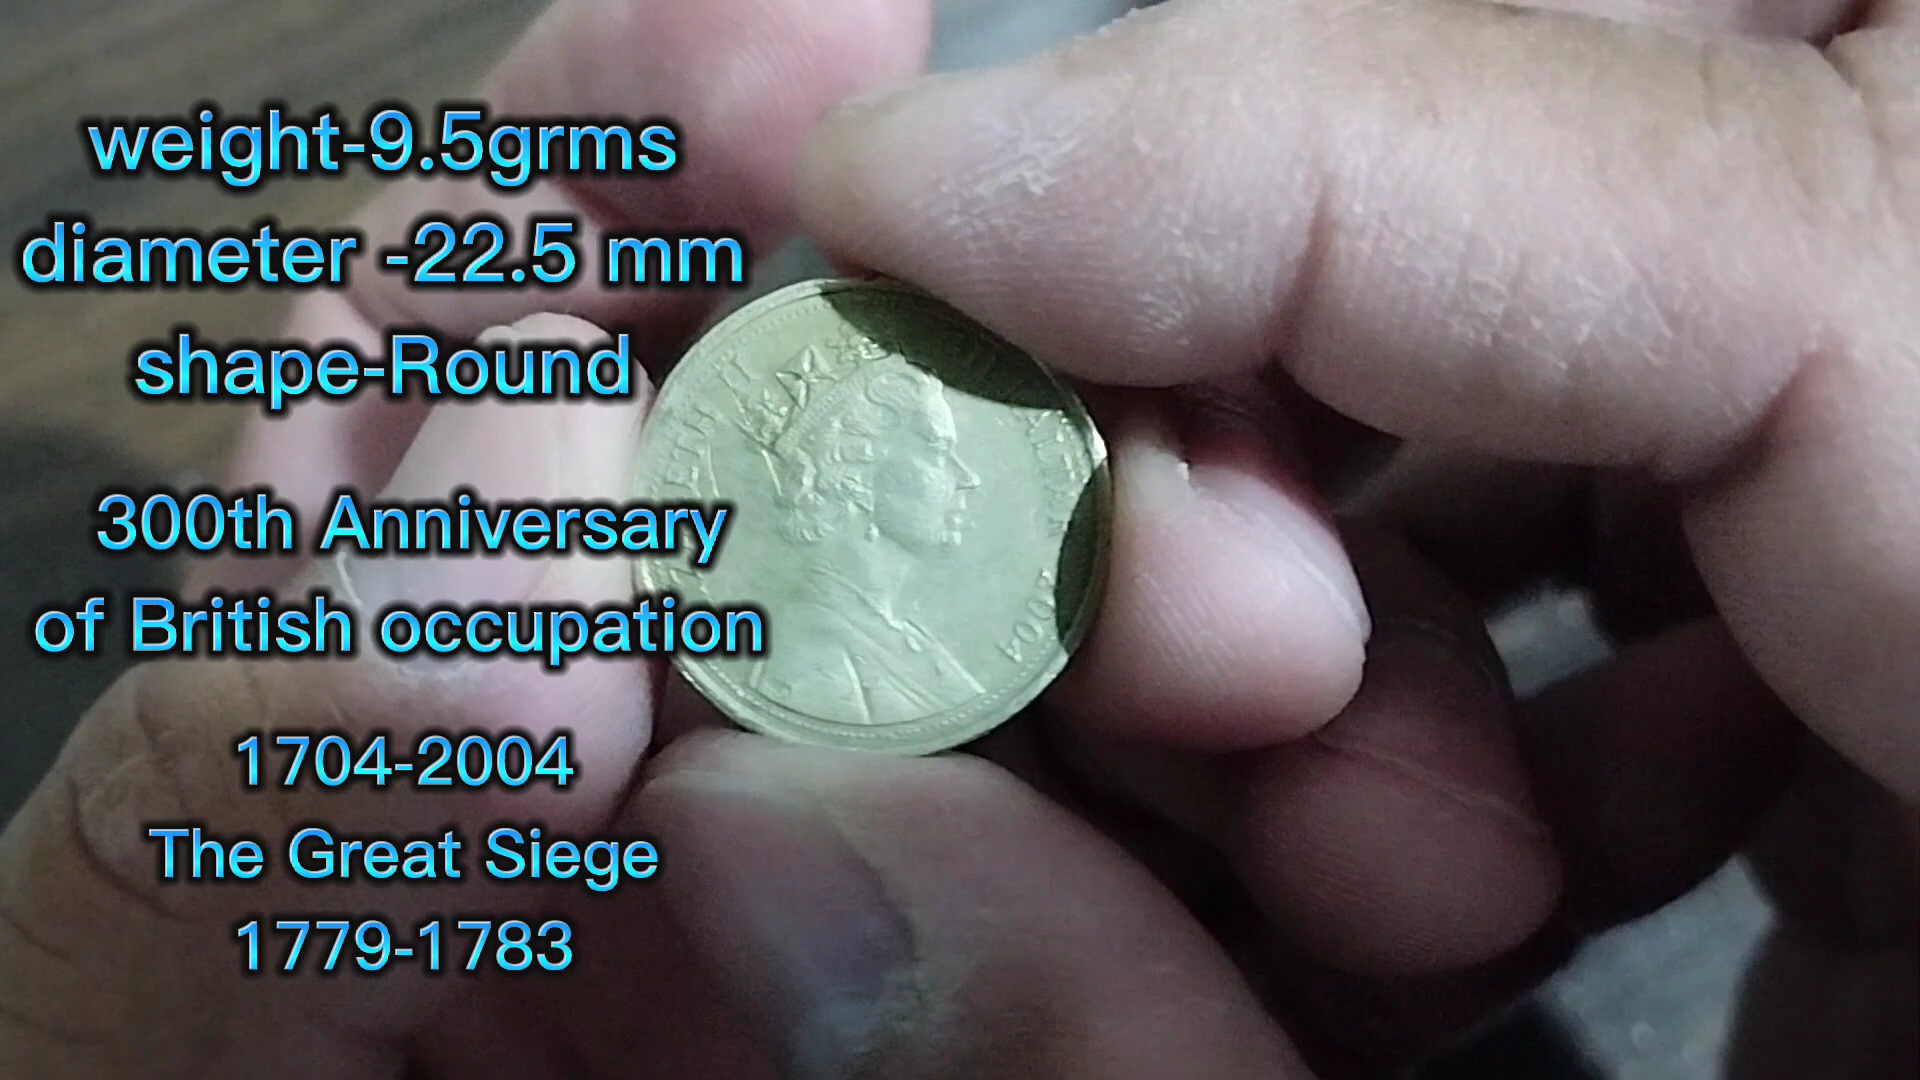 weight-9.5grms
diameter -22.5 mm
shape-Round
300th Anniversary
of British occupation
1704-2004
The Great Siege
1779-1783
II
2004